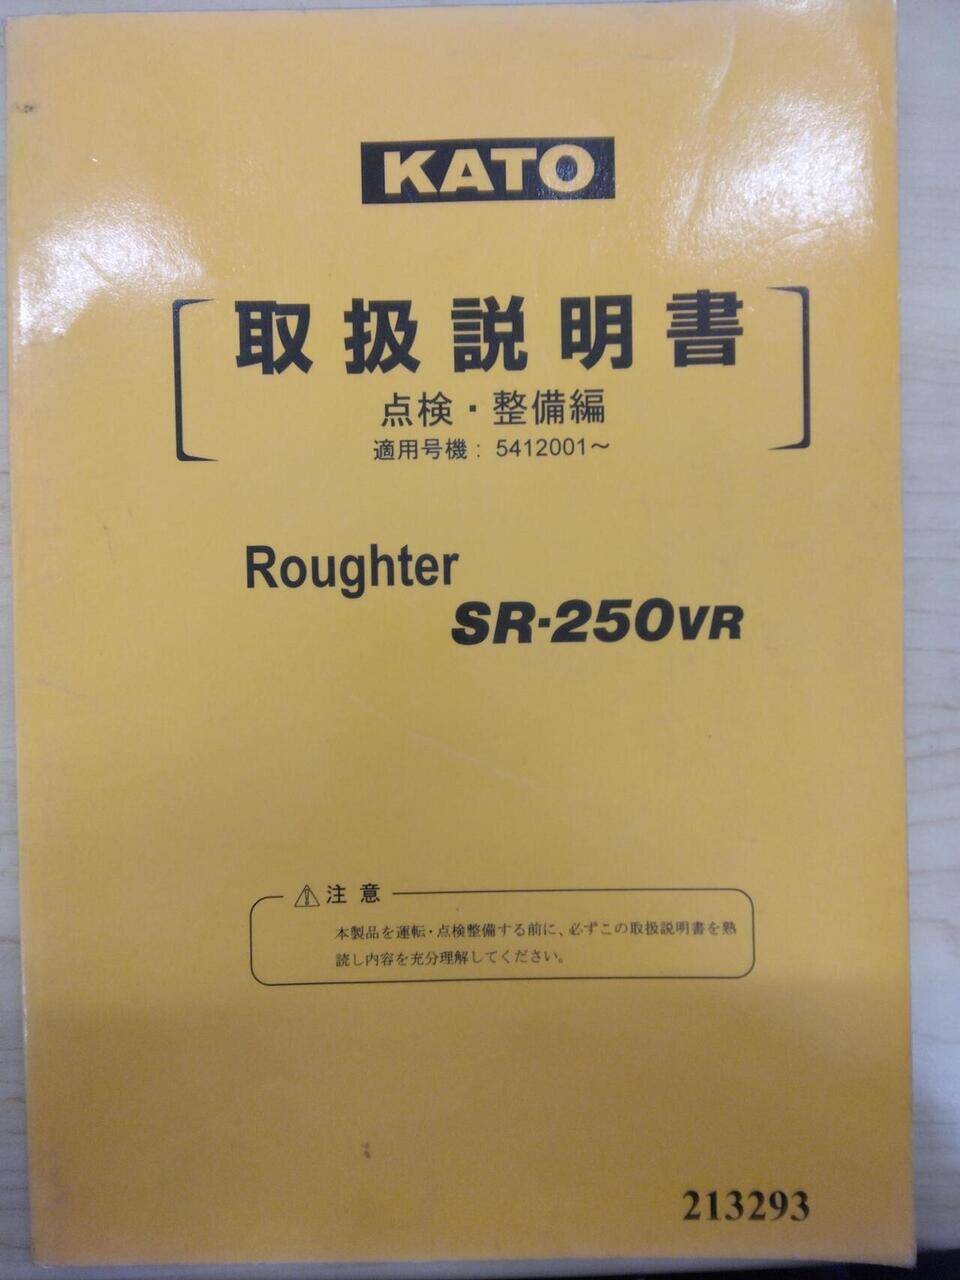 KATO
取扱説明書
点検・整備編
適用号機：5412001～
Roughter
SR-250VR
注意
本製品を運転・点検整備する前に、必ずこの取扱説明書を熟
読し内容を充分理解してください。
213293